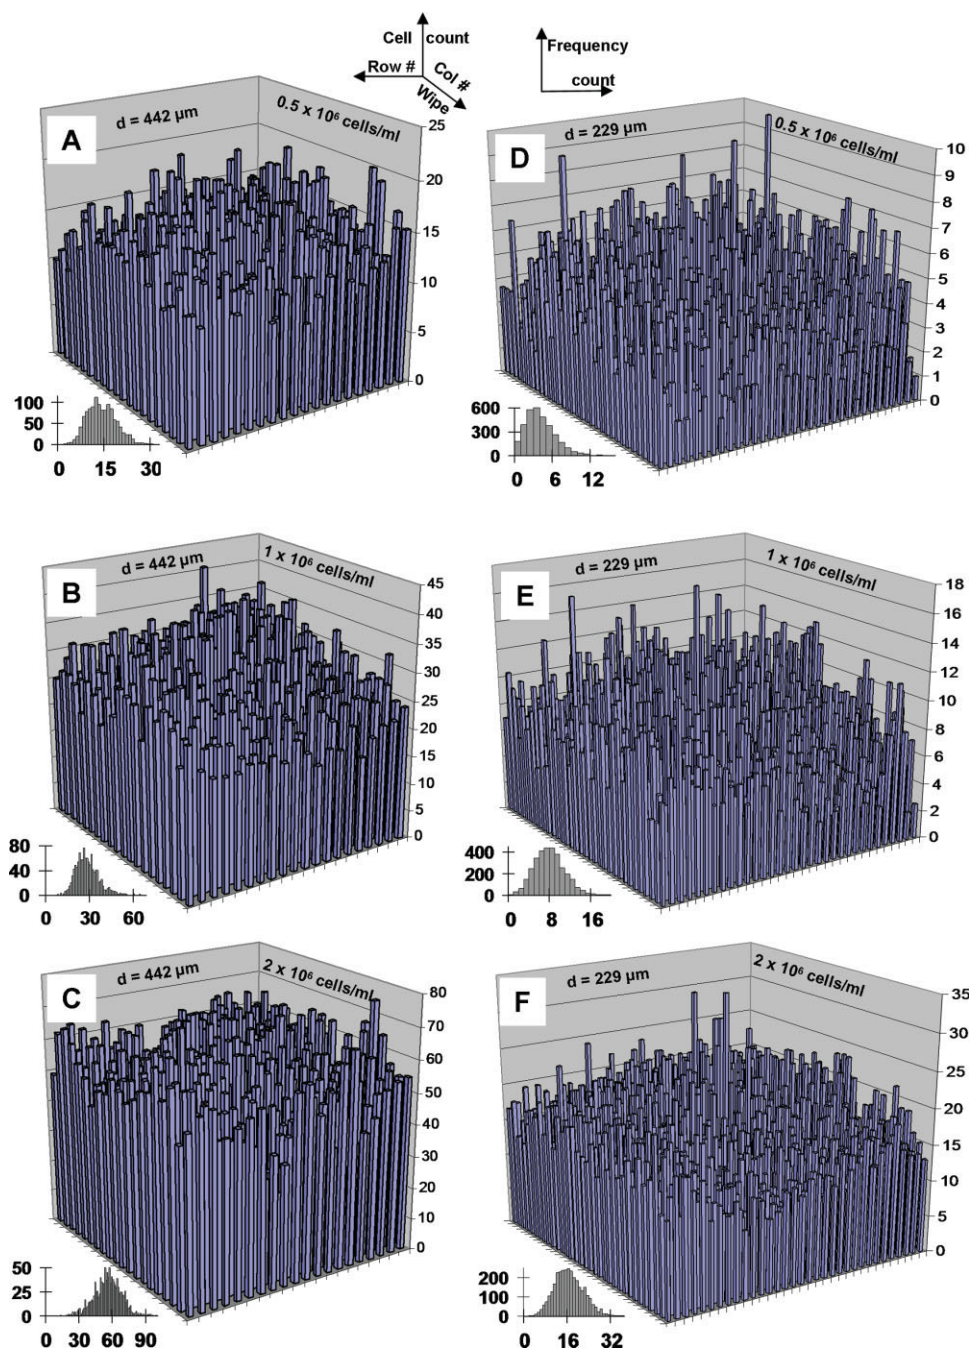 Cell count
Row #
Col #
Wipe
Frequency
count
A
d = 442 µm
0.5 x 10⁶ cells/ml
25
20
15
10
5
0
100
50
0
0 15 30
D
d = 229 µm
0.5 x 10⁶ cells/ml
10
9
8
7
6
5
4
3
2
1
0
600
300
0
0 6 12
B
d = 442 µm
1 x 10⁶ cells/ml
45
40
35
30
25
20
15
10
5
0
80
40
0
0 30 60
E
d = 229 µm
1 x 10⁶ cells/ml
18
16
14
12
10
8
6
4
2
0
400
200
0
0 8 16
C
d = 442 µm
2 x 10⁶ cells/ml
80
70
60
50
40
30
20
10
0
50
25
0
0 30 60 90
F
d = 229 µm
2 x 10⁶ cells/ml
35
30
25
20
15
10
5
0
200
100
0
0 16 32